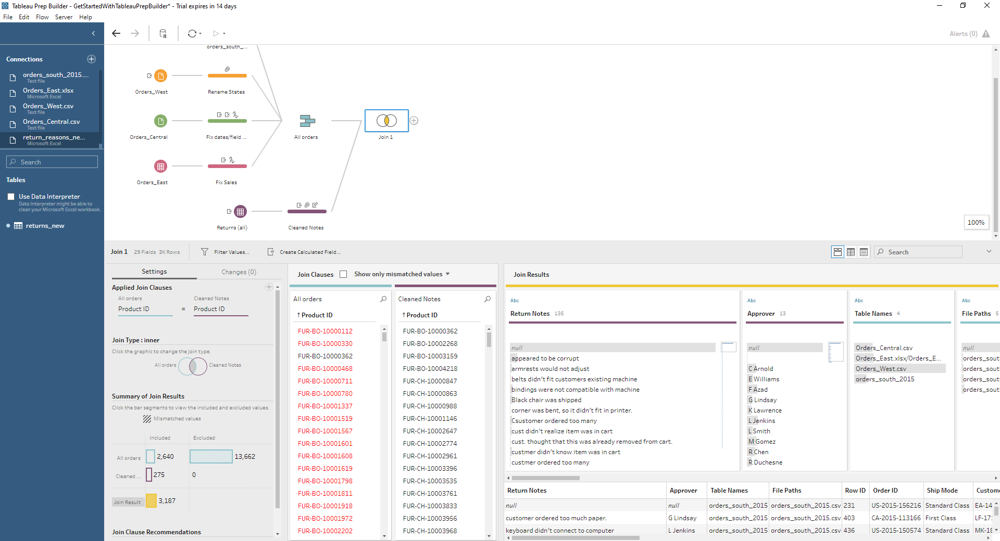 Tableau Prep Builder - GetStartedWithTableauPrepBuilder* - Trial expires in 14 days
File Edit Flow Server Help
Alerts (0)
Connections
orders_south_2015....
Text file
Orders_East.xlsx
Microsoft Excel
Orders_West.csv
Text file
Orders_Central.csv
Text file
return_reasons_ne...
Microsoft Excel
Search
Tables
Use Data Interpreter
Data Interpreter might be able to
clean your Microsoft Excel workbook.
returns_new
orders_south_...
Orders_West
Rename States
Orders_Central
Fix dates/field ...
All orders
Join 1
Orders_East
Fix Sales
Returns (all)
Cleaned Notes
100%
Join 1 29 Fields 3K Rows
Filter Values...
Create Calculated Field...
Search
Settings
Changes (0)
Applied Join Clauses
All orders
Cleaned Notes
Product ID = Product ID
Join Type : inner
Click the graphic to change the join type.
All orders
Cleaned Notes
Summary of Join Results
Click the bar segments to view the included and excluded values.
Mismatched values
Included Excluded
All orders 2,640 13,662
Cleaned ... 275 0
Join Result 3,187
Join Clause Recommendations
Join Clauses
Show only mismatched values
All orders
Product ID
FUR-BO-10000112
FUR-BO-10000330
FUR-BO-10000362
FUR-BO-10000468
FUR-BO-10000711
FUR-BO-10000780
FUR-BO-10001337
FUR-BO-10001519
FUR-BO-10001567
FUR-BO-10001601
FUR-BO-10001608
FUR-BO-10001619
FUR-BO-10001798
FUR-BO-10001811
FUR-BO-10001918
FUR-BO-10001972
FUR-BO-10002202
Cleaned Notes
Product ID
FUR-BO-10000362
FUR-BO-10002268
FUR-BO-10003159
FUR-BO-10004218
FUR-CH-10000847
FUR-CH-10000863
FUR-CH-10000988
FUR-CH-10001146
FUR-CH-10002647
FUR-CH-10002774
FUR-CH-10002961
FUR-CH-10003396
FUR-CH-10003535
FUR-CH-10003761
FUR-CH-10003833
FUR-CH-10003956
FUR-CH-10003968
Join Results
Abc
Return Notes 135
null
appeared to be corrupt
armrests would not adjust
belts didn't fit customers existing machine
bindings were not compatible with machine
Black chair was shipped
corner was bent, so it didn't fit in printer.
Csustomer ordered too many
cust didn't realize item was in cart
cust. thought that this was already removed from cart.
custmer didn't know item was in cart
custmer ordered too many
Abc
Approver 13
null
C Arnold
E Williams
F Azad
G Lindsay
K Lawrence
L Jenkins
L Smith
M Gomez
R Chen
R Duchesne
Abc
Table Names 4
Orders_Central.csv
Orders_East.xlsx/Orders_E...
Orders_West.csv
orders_south_2015
Abc
File Paths 5
null
orders_sout
orders_sout
orders_sout
orders_sout
Return Notes Approver Table Names File Paths Row ID Order ID Ship Mode Custome
null null orders_south_2015 orders_south_2015.csv 231 US-2015-156216 Standard Class EA-14
customer ordered too much paper. G Lindsay orders_south_2015 orders_south_2015.csv 403 CA-2015-113166 First Class LF-171
keyboard didn't connect to computer L Jenkins orders_south_2015 orders_south_2015.csv 436 US-2015-150574 Standard Class MK-18